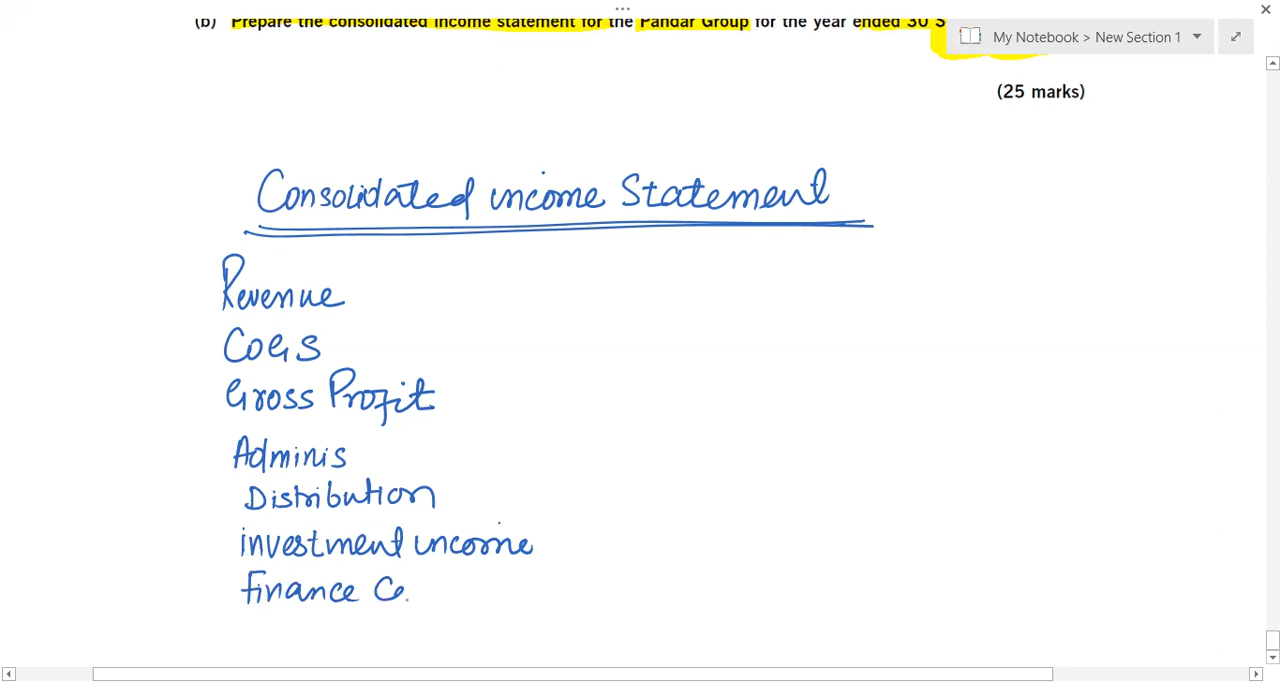 (b) Prepare the consolidated income statement for the Pandar Group for the year ended 30 S
My Notebook > New Section 1
(25 marks)
Consolidated income Statement
Revenue
COGS
Gross Profit
Adminis
Distribution
investment income
finance Co